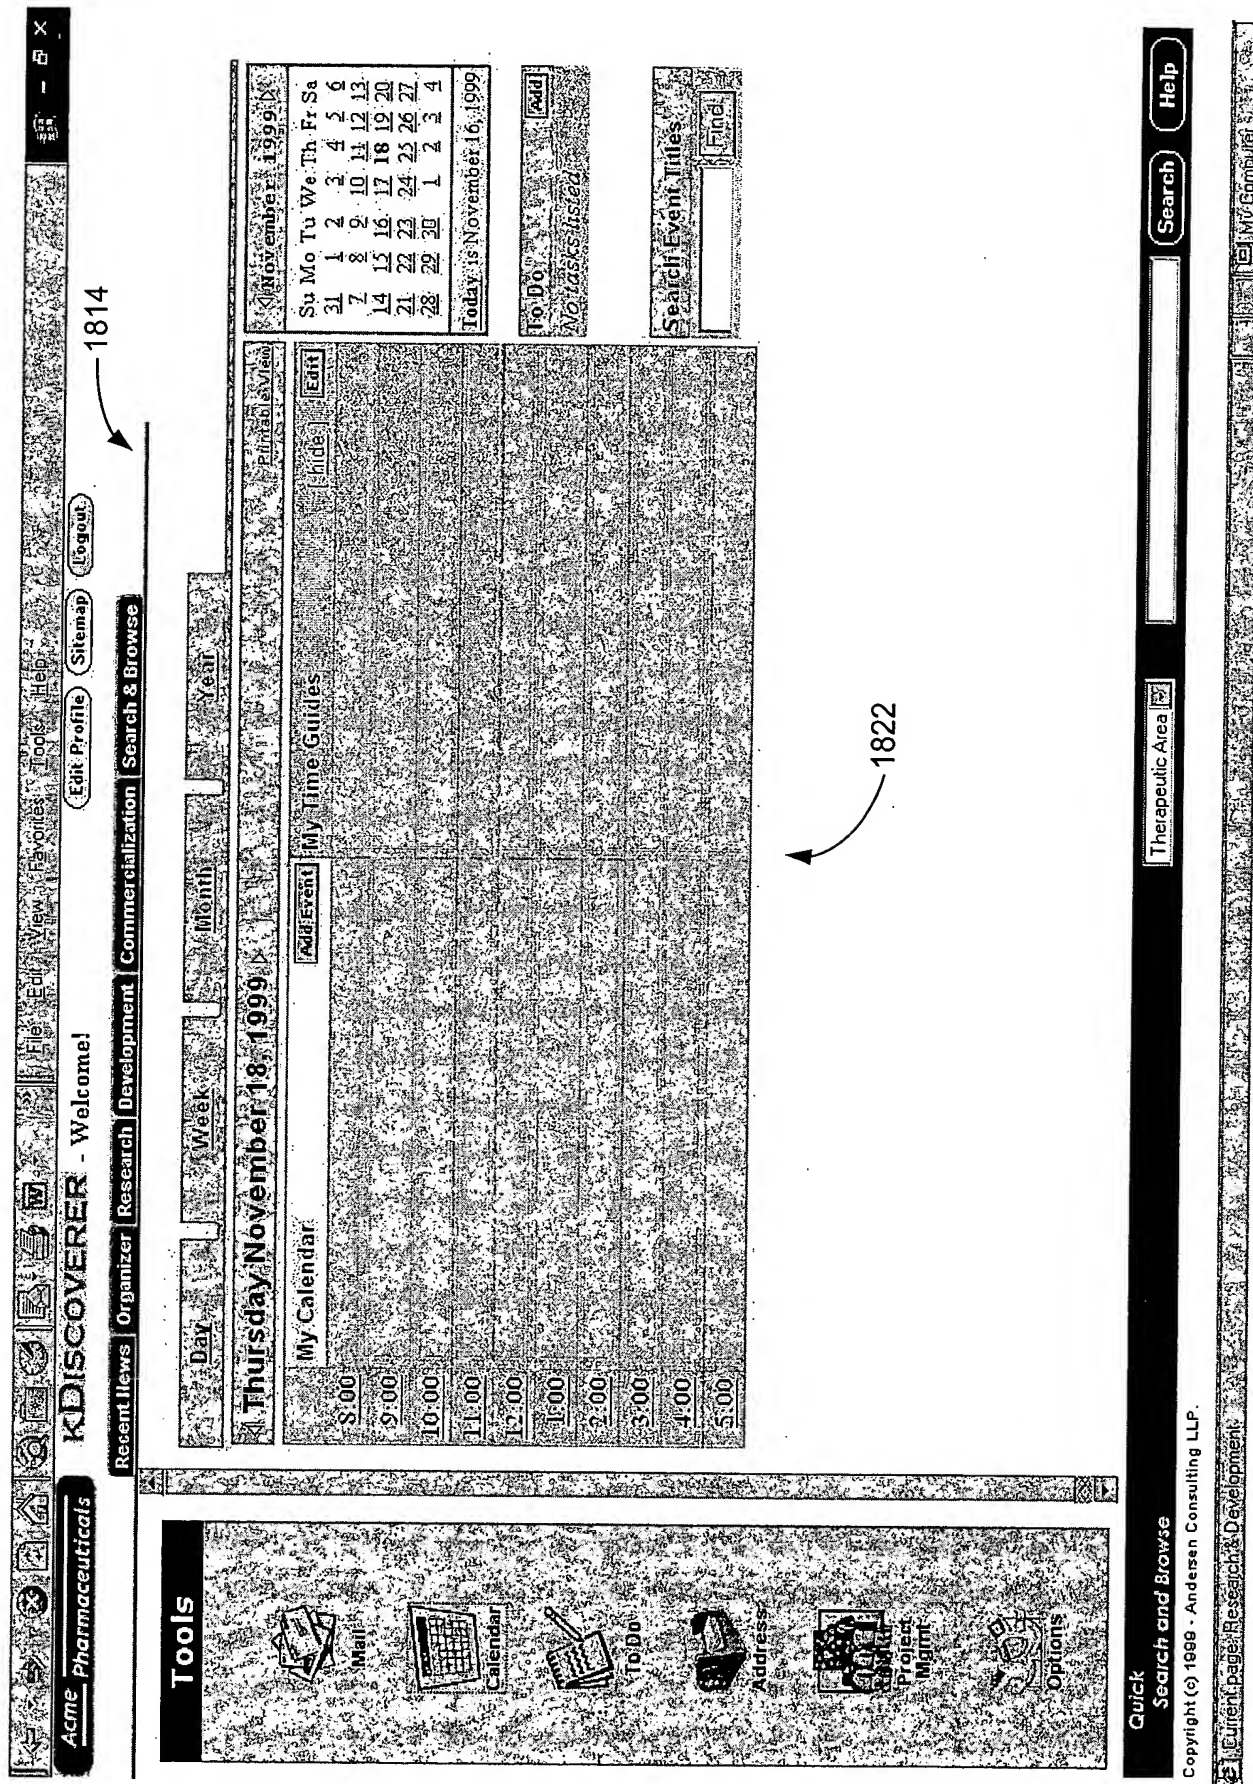 File Edit View Favorites Tools Help
Acme Pharmaceuticals
KDISCOVERER - Welcome!
Edit Profile Sitemap Logout
1814
Recent News Organizer Research Development Commercialization Search & Browse
Tools
Mail
Calendar
To Do
Address
Project
Mgmt
Options
Day Week Month Year
Thursday November 18, 1999
Printable View
My Calendar Add Event My Time Guides [hide] Edit
8:00
9:00
10:00
11:00
12:00
1:00
2:00
3:00
4:00
5:00
November 1999
Su Mo Tu We Th Fr Sa
31 1 2 3 4 5 6
7 8 9 10 11 12 13
14 15 16 17 18 19 20
21 22 23 24 25 26 27
28 29 30 1 2 3 4
Today is November 16, 1999
To Do Add
No tasks listed
Search Event Titles
Find
1822
Quick
Search and Browse
Therapeutic Area
Search Help
Copyright (c) 1999 - Andersen Consulting LLP.
Current page: Research & Development
My Computer